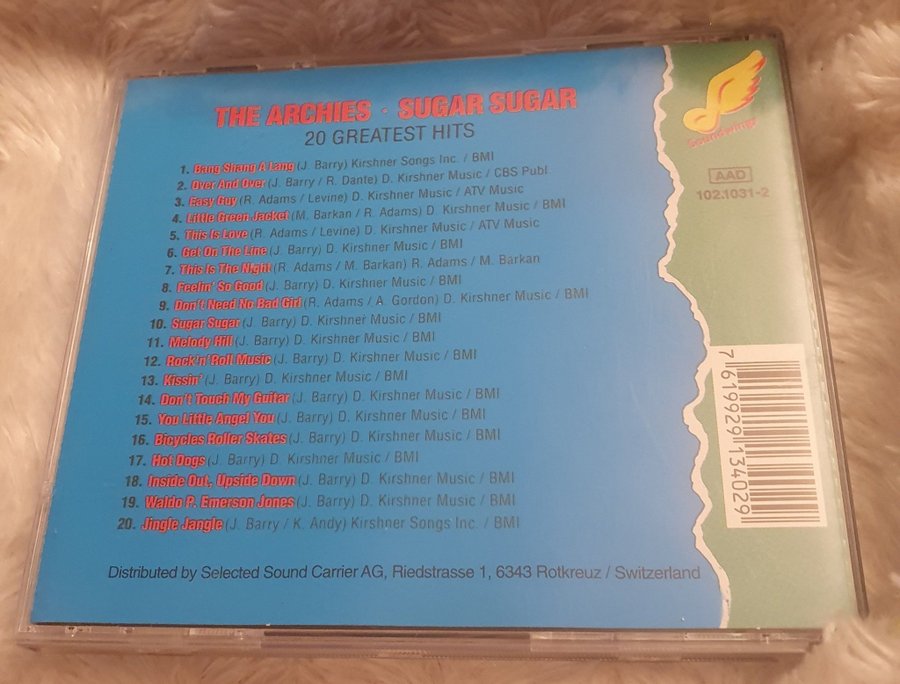 THE ARCHIES · SUGAR SUGAR
20 GREATEST HITS
1. Bang Shang A Lang (J. Barry) Kirshner Songs Inc. / BMI
2. Over And Over (J. Barry / R. Dante) D. Kirshner Music / CBS Publ
3. Easy Guy (R. Adams / Levine) D. Kirshner Music / ATV Music
4. Little Green Jacket (M. Barkan / R. Adams) D. Kirshner Music / BMI
5. This Is Love (R. Adams / Levine) D. Kirshner Music / ATV Music
6. Get On The Line (J. Barry) D. Kirshner Music / BMI
7. This Is The Night (R. Adams / M. Barkan) R. Adams / M. Barkan
8. Feelin' So Good (J. Barry) D. Kirshner Music / BMI
9. Don't Need No Bad Girl (R. Adams / A. Gordon) D. Kirshner Music / BMI
10. Sugar Sugar (J. Barry) D. Kirshner Music / BMI
11. Melody Hill (J. Barry) D. Kirshner Music / BMI
12. Rock'n'Roll Music (J. Barry) D. Kirshner Music / BMI
13. Kissin' (J. Barry) D. Kirshner Music / BMI
14. Don't Touch My Guitar (J. Barry) D. Kirshner Music / BMI
15. You Little Angel You (J. Barry) D. Kirshner Music / BMI
16. Bicycles Roller Skates (J. Barry) D. Kirshner Music / BMI
17. Hot Dogs (J. Barry) D. Kirshner Music / BMI
18. Inside Out, Upside Down (J. Barry) D. Kirshner Music / BMI
19. Waldo P. Emerson Jones (J. Barry) D. Kirshner Music / BMI
20. Jingle Jangle (J. Barry / K. Andy) Kirshner Songs Inc. / BMI
Distributed by Selected Sound Carrier AG, Riedstrasse 1, 6343 Rotkreuz / Switzerland
Soundwings
AAD
102.1031-2
7 619929 134029